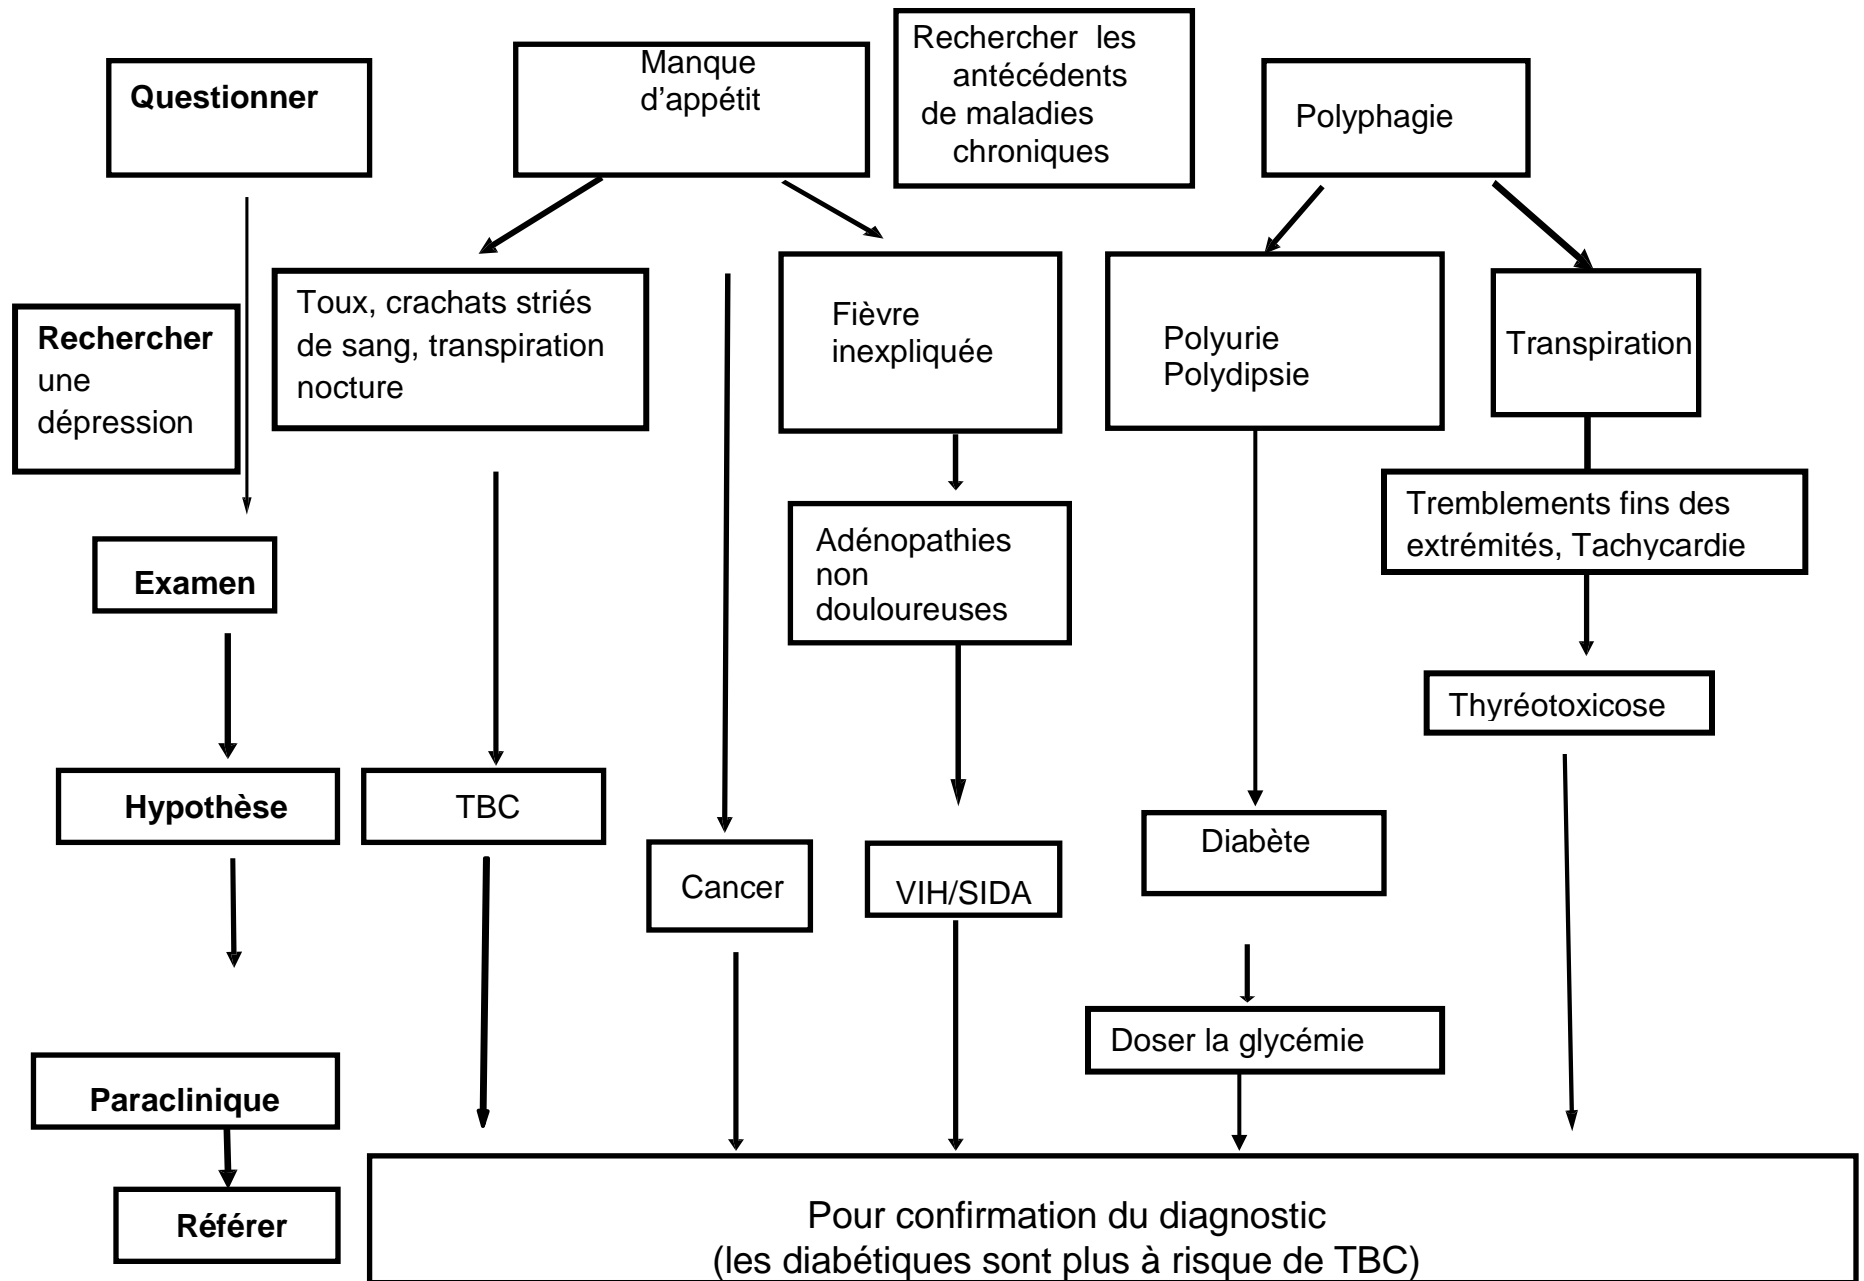 Questionner
Manque
d'appétit
Rechercher les
antécédents
de maladies
chroniques
Polyphagie
Rechercher
une
dépression
Toux, crachats striés
de sang, transpiration
nocture
Fièvre
inexpliquée
Polyurie
Polydipsie
Transpiration
Examen
Adénopathies
non
douloureuses
Tremblements fins des
extrémités, Tachycardie
Thyréotoxicose
Hypothèse
TBC
Cancer
VIH/SIDA
Diabète
Paraclinique
Doser la glycémie
Référer
Pour confirmation du diagnostic
(les diabétiques sont plus à risque de TBC)